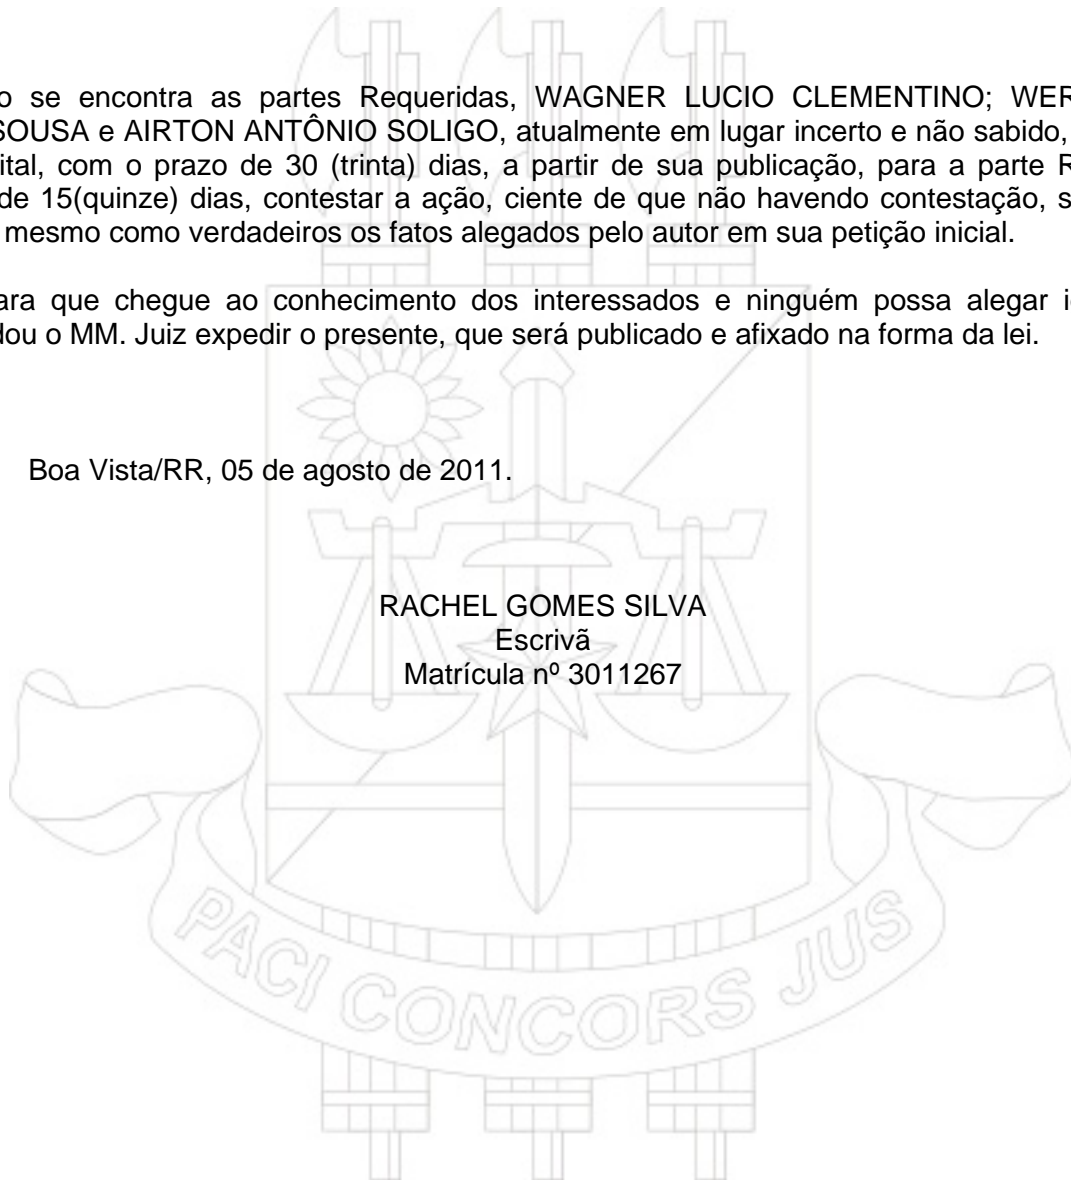 o se encontra as partes Requeridas, WAGNER LUCIO CLEMENTINO; WER
SOUSA e AIRTON ANTÔNIO SOLIGO, atualmente em lugar incerto e não sabido,
ital, com o prazo de 30 (trinta) dias, a partir de sua publicação, para a parte R
de 15(quinze) dias, contestar a ação, ciente de que não havendo contestação, s
mesmo como verdadeiros os fatos alegados pelo autor em sua petição inicial.
ara que chegue ao conhecimento dos interessados e ninguém possa alegar i
dou o MM. Juiz expedir o presente, que será publicado e afixado na forma da lei.
Boa Vista/RR, 05 de agosto de 2011.
RACHEL GOMES SILVA
Escrivã
Matrícula nº 3011267
PACI CONCORS JUS